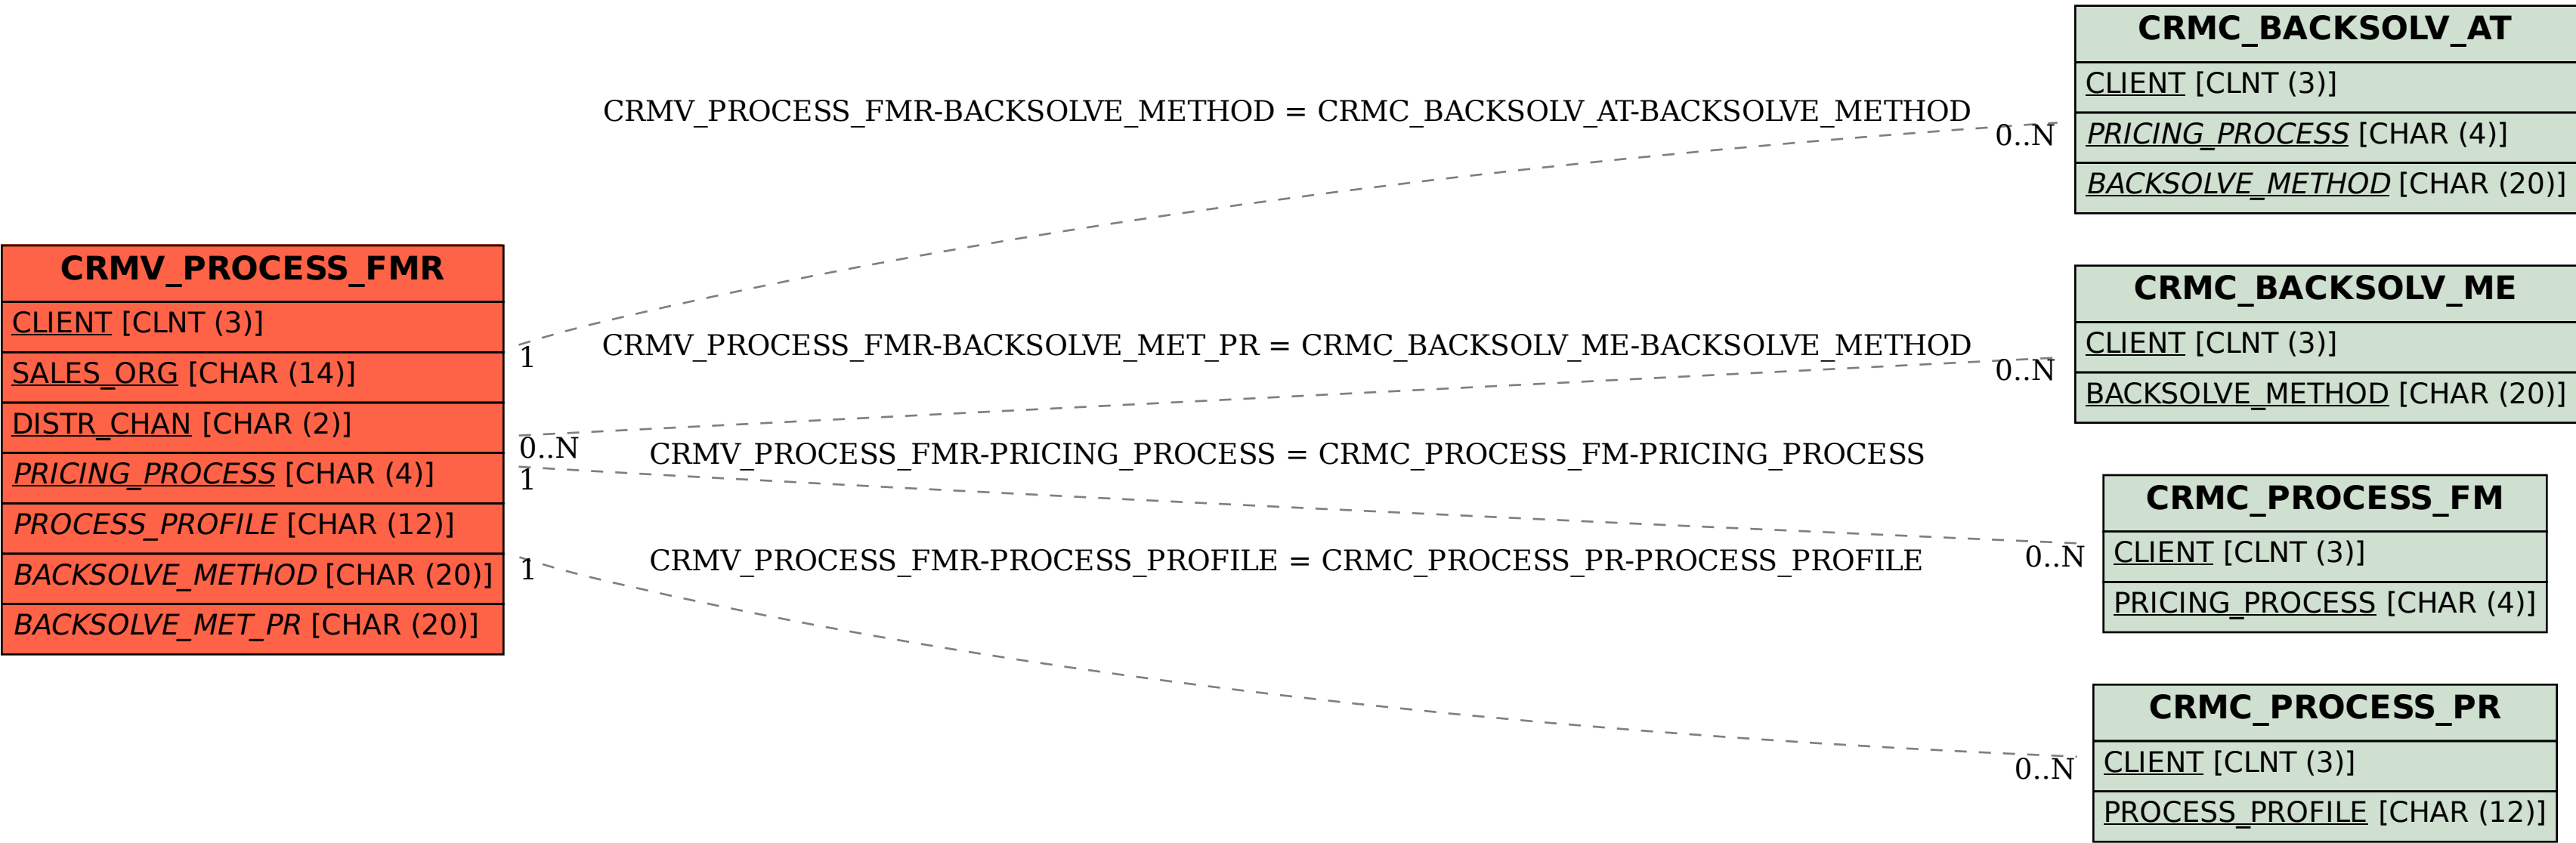 CRMV_PROCESS_FMR
CLIENT [CLNT (3)]
SALES_ORG [CHAR (14)]
DISTR_CHAN [CHAR (2)]
PRICING_PROCESS [CHAR (4)]
PROCESS_PROFILE [CHAR (12)]
BACKSOLVE_METHOD [CHAR (20)]
BACKSOLVE_MET_PR [CHAR (20)]
CRMV_PROCESS_FMR-BACKSOLVE_METHOD = CRMC_BACKSOLV_AT-BACKSOLVE_METHOD
1
0..N
CRMV_PROCESS_FMR-BACKSOLVE_MET_PR = CRMC_BACKSOLV_ME-BACKSOLVE_METHOD
0..N
0..N
CRMV_PROCESS_FMR-PRICING_PROCESS = CRMC_PROCESS_FM-PRICING_PROCESS
1
0..N
CRMV_PROCESS_FMR-PROCESS_PROFILE = CRMC_PROCESS_PR-PROCESS_PROFILE
1
0..N
CRMC_BACKSOLV_AT
CLIENT [CLNT (3)]
PRICING_PROCESS [CHAR (4)]
BACKSOLVE_METHOD [CHAR (20)]
CRMC_BACKSOLV_ME
CLIENT [CLNT (3)]
BACKSOLVE_METHOD [CHAR (20)]
CRMC_PROCESS_FM
CLIENT [CLNT (3)]
PRICING_PROCESS [CHAR (4)]
CRMC_PROCESS_PR
CLIENT [CLNT (3)]
PROCESS_PROFILE [CHAR (12)]